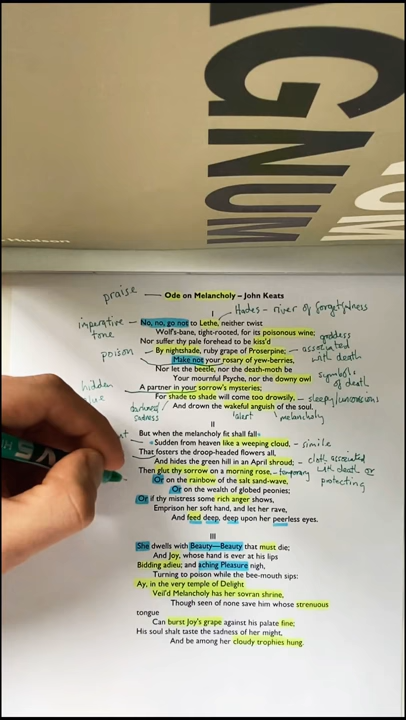 GNUM
GNUM
Hudson
praise
Ode on Melancholy – John Keats
Hades – river of forgetfulness
I
imperative tone
No, no, go not to Lethe, neither twist
Wolf's-bane, tight-rooted, for its poisonous wine;
Nor suffer thy pale forehead to be kiss'd
goddess associated with death
poison
By nightshade, ruby grape of Proserpine;
Make not your rosary of yew-berries,
Nor let the beetle, nor the death-moth be
symbols of death
Your mournful Psyche, nor the downy owl
hidden
A partner in your sorrow's mysteries;
For shade to shade will come too drowsily,
sleepy/unconscious
darkness/
sadness
And drown the wakeful anguish of the soul.
alert
melancholy
II
But when the melancholy fit shall fall
Sudden from heaven like a weeping cloud,
simile
That fosters the droop-headed flowers all,
And hides the green hill in an April shroud;
cloth associated with death or protecting
Then glut thy sorrow on a morning rose,
temporary
Or on the rainbow of the salt sand-wave,
Or on the wealth of globed peonies;
Or if thy mistress some rich anger shows,
Emprison her soft hand, and let her rave,
And feed deep, deep upon her peerless eyes.
III
She dwells with Beauty—Beauty that must die;
And Joy, whose hand is ever at his lips
Bidding adieu; and aching Pleasure nigh,
Turning to poison while the bee-mouth sips:
Ay, in the very temple of Delight
Veil'd Melancholy has her sovran shrine,
Though seen of none save him whose strenuous
tongue
Can burst Joy's grape against his palate fine;
His soul shalt taste the sadness of her might,
And be among her cloudy trophies hung.
V5